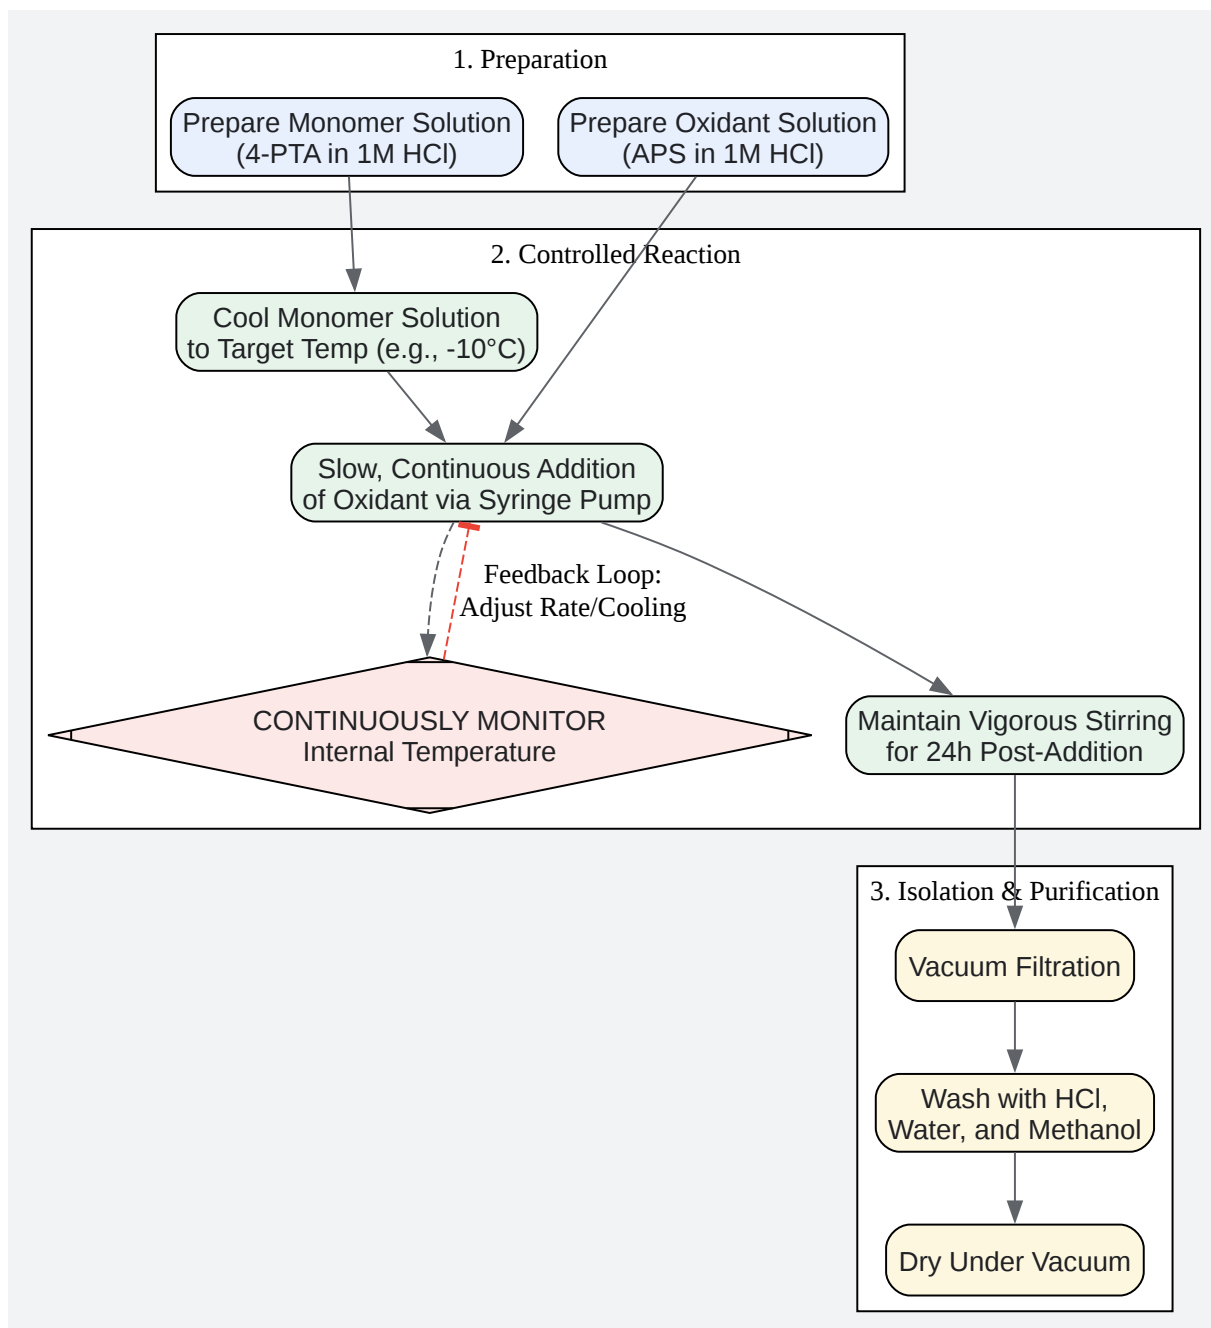 1. Preparation
Prepare Monomer Solution
(4-PTA in 1M HCl)
Prepare Oxidant Solution
(APS in 1M HCl)
2. Controlled Reaction
Cool Monomer Solution
to Target Temp (e.g., -10°C)
Slow, Continuous Addition
of Oxidant via Syringe Pump
Feedback Loop:
Adjust Rate/Cooling
CONTINUOUSLY MONITOR
Internal Temperature
Maintain Vigorous Stirring
for 24h Post-Addition
3. Isolation & Purification
Vacuum Filtration
Wash with HCl,
Water, and Methanol
Dry Under Vacuum